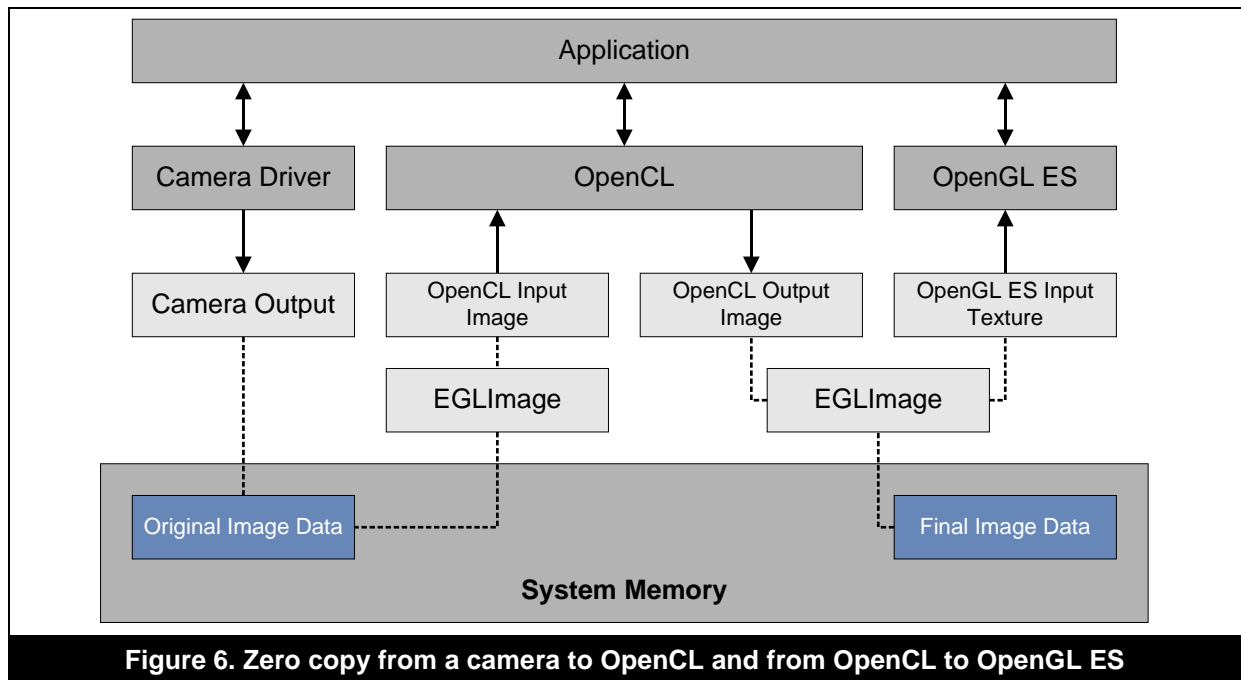 Application
Camera Driver
OpenCL
OpenGL ES
Camera Output
OpenCL Input
Image
OpenCL Output
Image
OpenGL ES Input
Texture
EGLImage
EGLImage
Original Image Data
Final Image Data
System Memory
Figure 6. Zero copy from a camera to OpenCL and from OpenCL to OpenGL ES